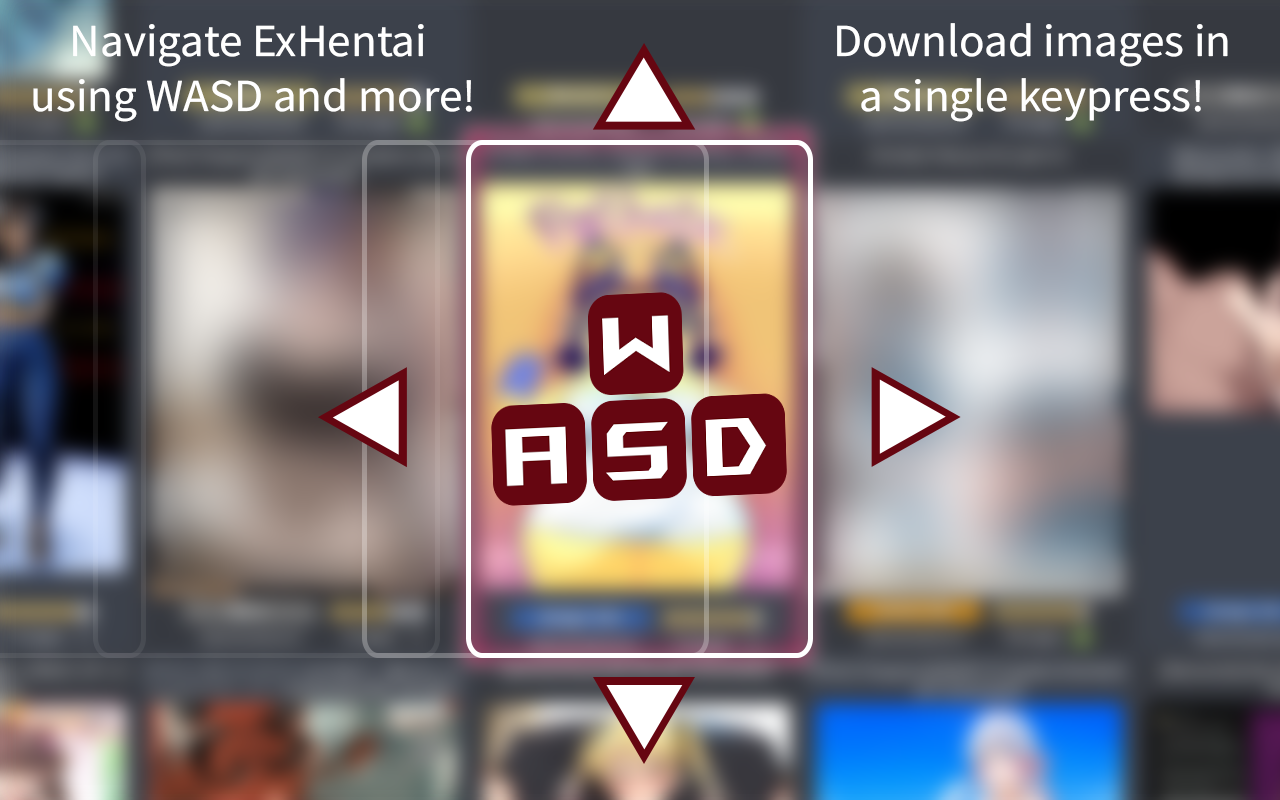 Navigate ExHentai
using WASD and more!
Download images in
a single keypress!
W
A S D